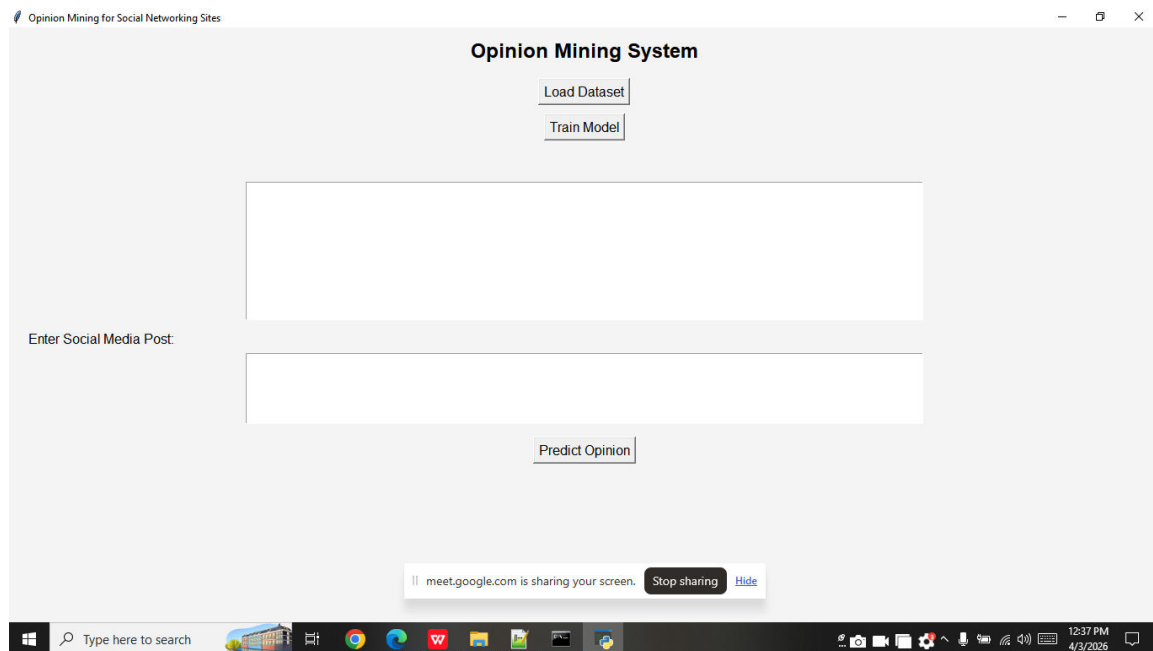 Opinion Mining for Social Networking Sites
Opinion Mining System
Load Dataset
Train Model
Enter Social Media Post:
Predict Opinion
meet.google.com is sharing your screen. Stop sharing Hide
Type here to search
12:37 PM
4/3/2026